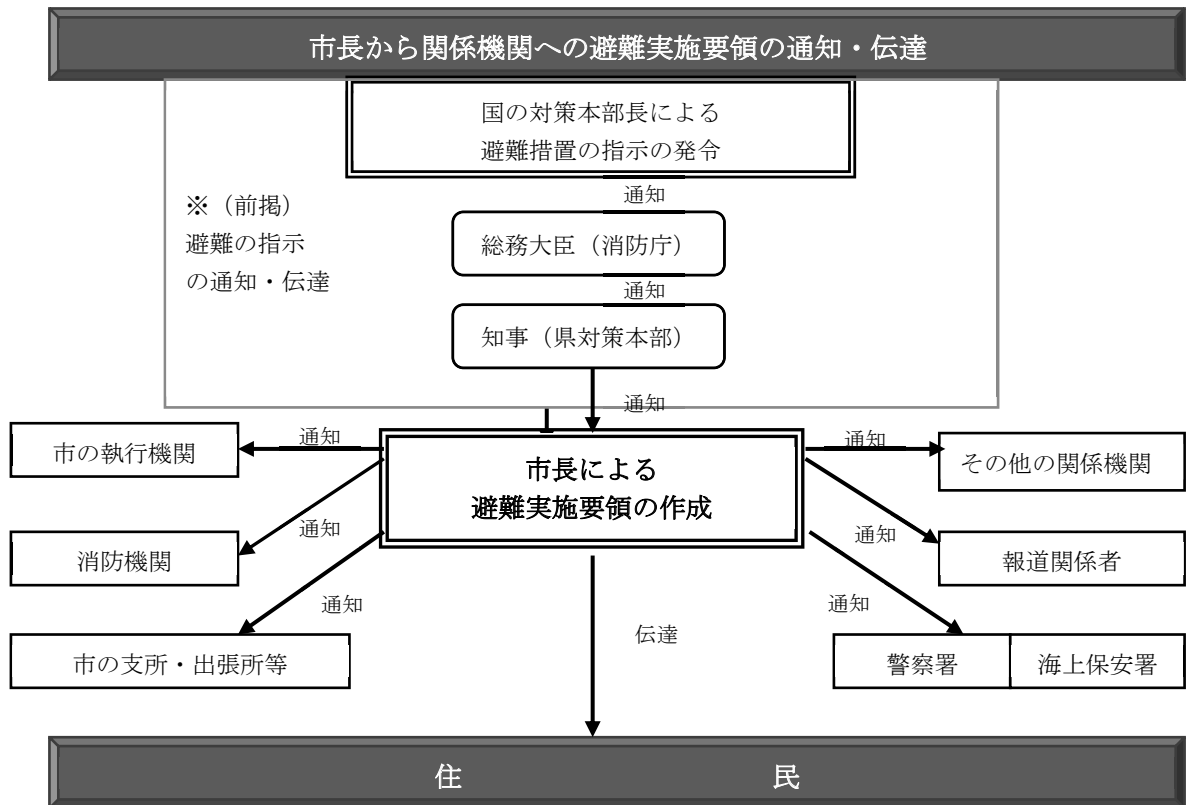 市長から関係機関への避難実施要領の通知・伝達
国の対策本部長による
避難措置の指示の発令
通知
※（前掲）
避難の指示
の通知・伝達
総務大臣（消防庁）
通知
知事（県対策本部）
通知
市の執行機関
通知
市長による
避難実施要領の作成
通知
その他の関係機関
消防機関
通知
通知
報道関係者
市の支所・出張所等
通知
伝達
通知
警察署
海上保安署
住 民